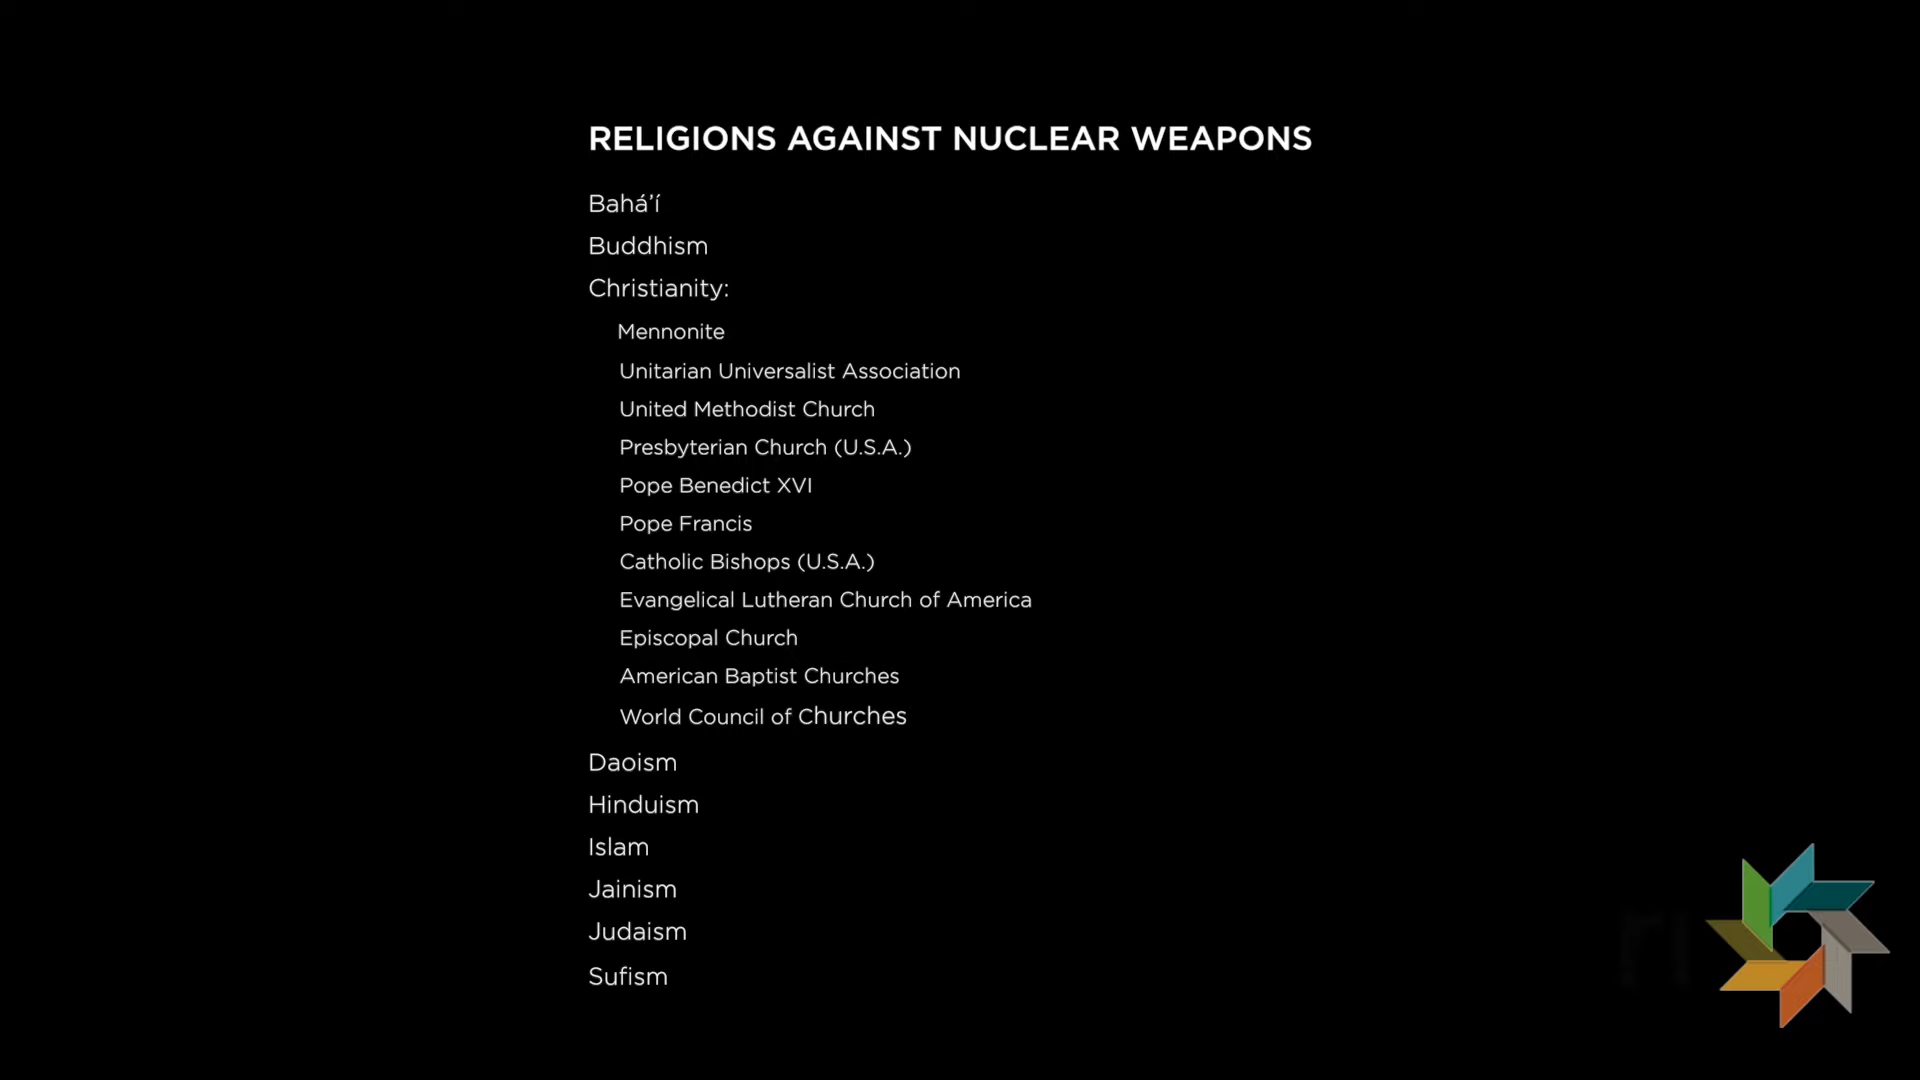 RELIGIONS AGAINST NUCLEAR WEAPONS
Bahá’í
Buddhism
Christianity:
Mennonite
Unitarian Universalist Association
United Methodist Church
Presbyterian Church (U.S.A.)
Pope Benedict XVI
Pope Francis
Catholic Bishops (U.S.A.)
Evangelical Lutheran Church of America
Episcopal Church
American Baptist Churches
World Council of Churches
Daoism
Hinduism
Islam
Jainism
Judaism
Sufism